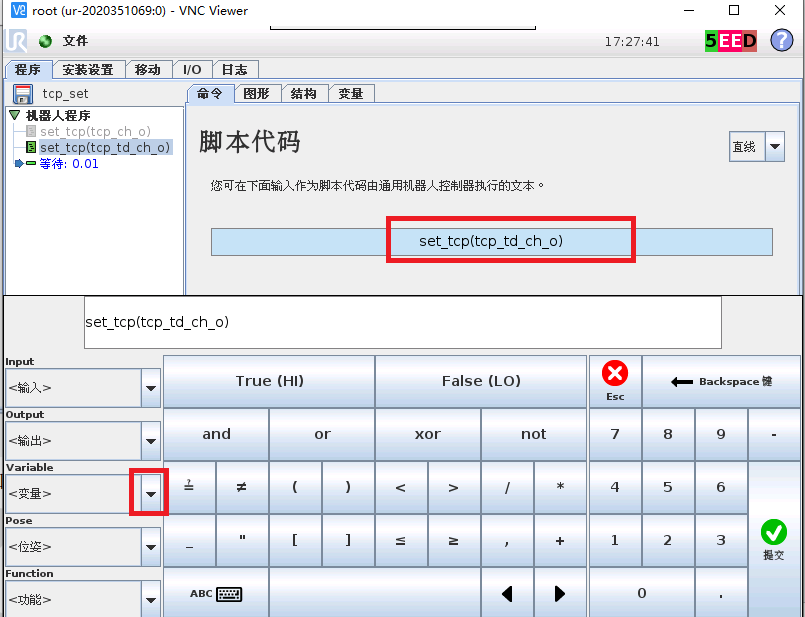 root (ur-2020351069:0) - VNC Viewer
文件
17:27:41
5EED
?
程序 安装设置 移动 I/O 日志
tcp_set
命令 图形 结构 变量
机器人程序
set_tcp(tcp_ch_o)
set_tcp(tcp_td_ch_o)
等待: 0.01
脚本代码
直线
您可在下面输入作为脚本代码由通用机器人控制器执行的文本。
set_tcp(tcp_td_ch_o)
set_tcp(tcp_td_ch_o)
Input
<输入>
Output
<输出>
Variable
<变量>
Pose
<位姿>
Function
<功能>
True (HI) False (LO) Esc Backspace 键
and or xor not 7 8 9 -
≟ ≠ ( ) < > / * 4 5 6
_ " [ ] ≤ ≥ , + 1 2 3
提交
ABC 0 .